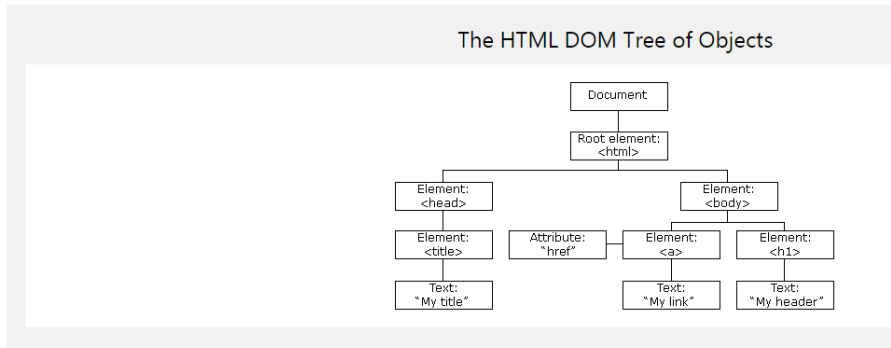 The HTML DOM Tree of Objects
Document
Root element:
<html>
Element:
<head>
Element:
<body>
Element:
<title>
Attribute:
“href”
Element:
<a>
Element:
<h1>
Text:
“My title”
Text:
“My link”
Text:
“My header”